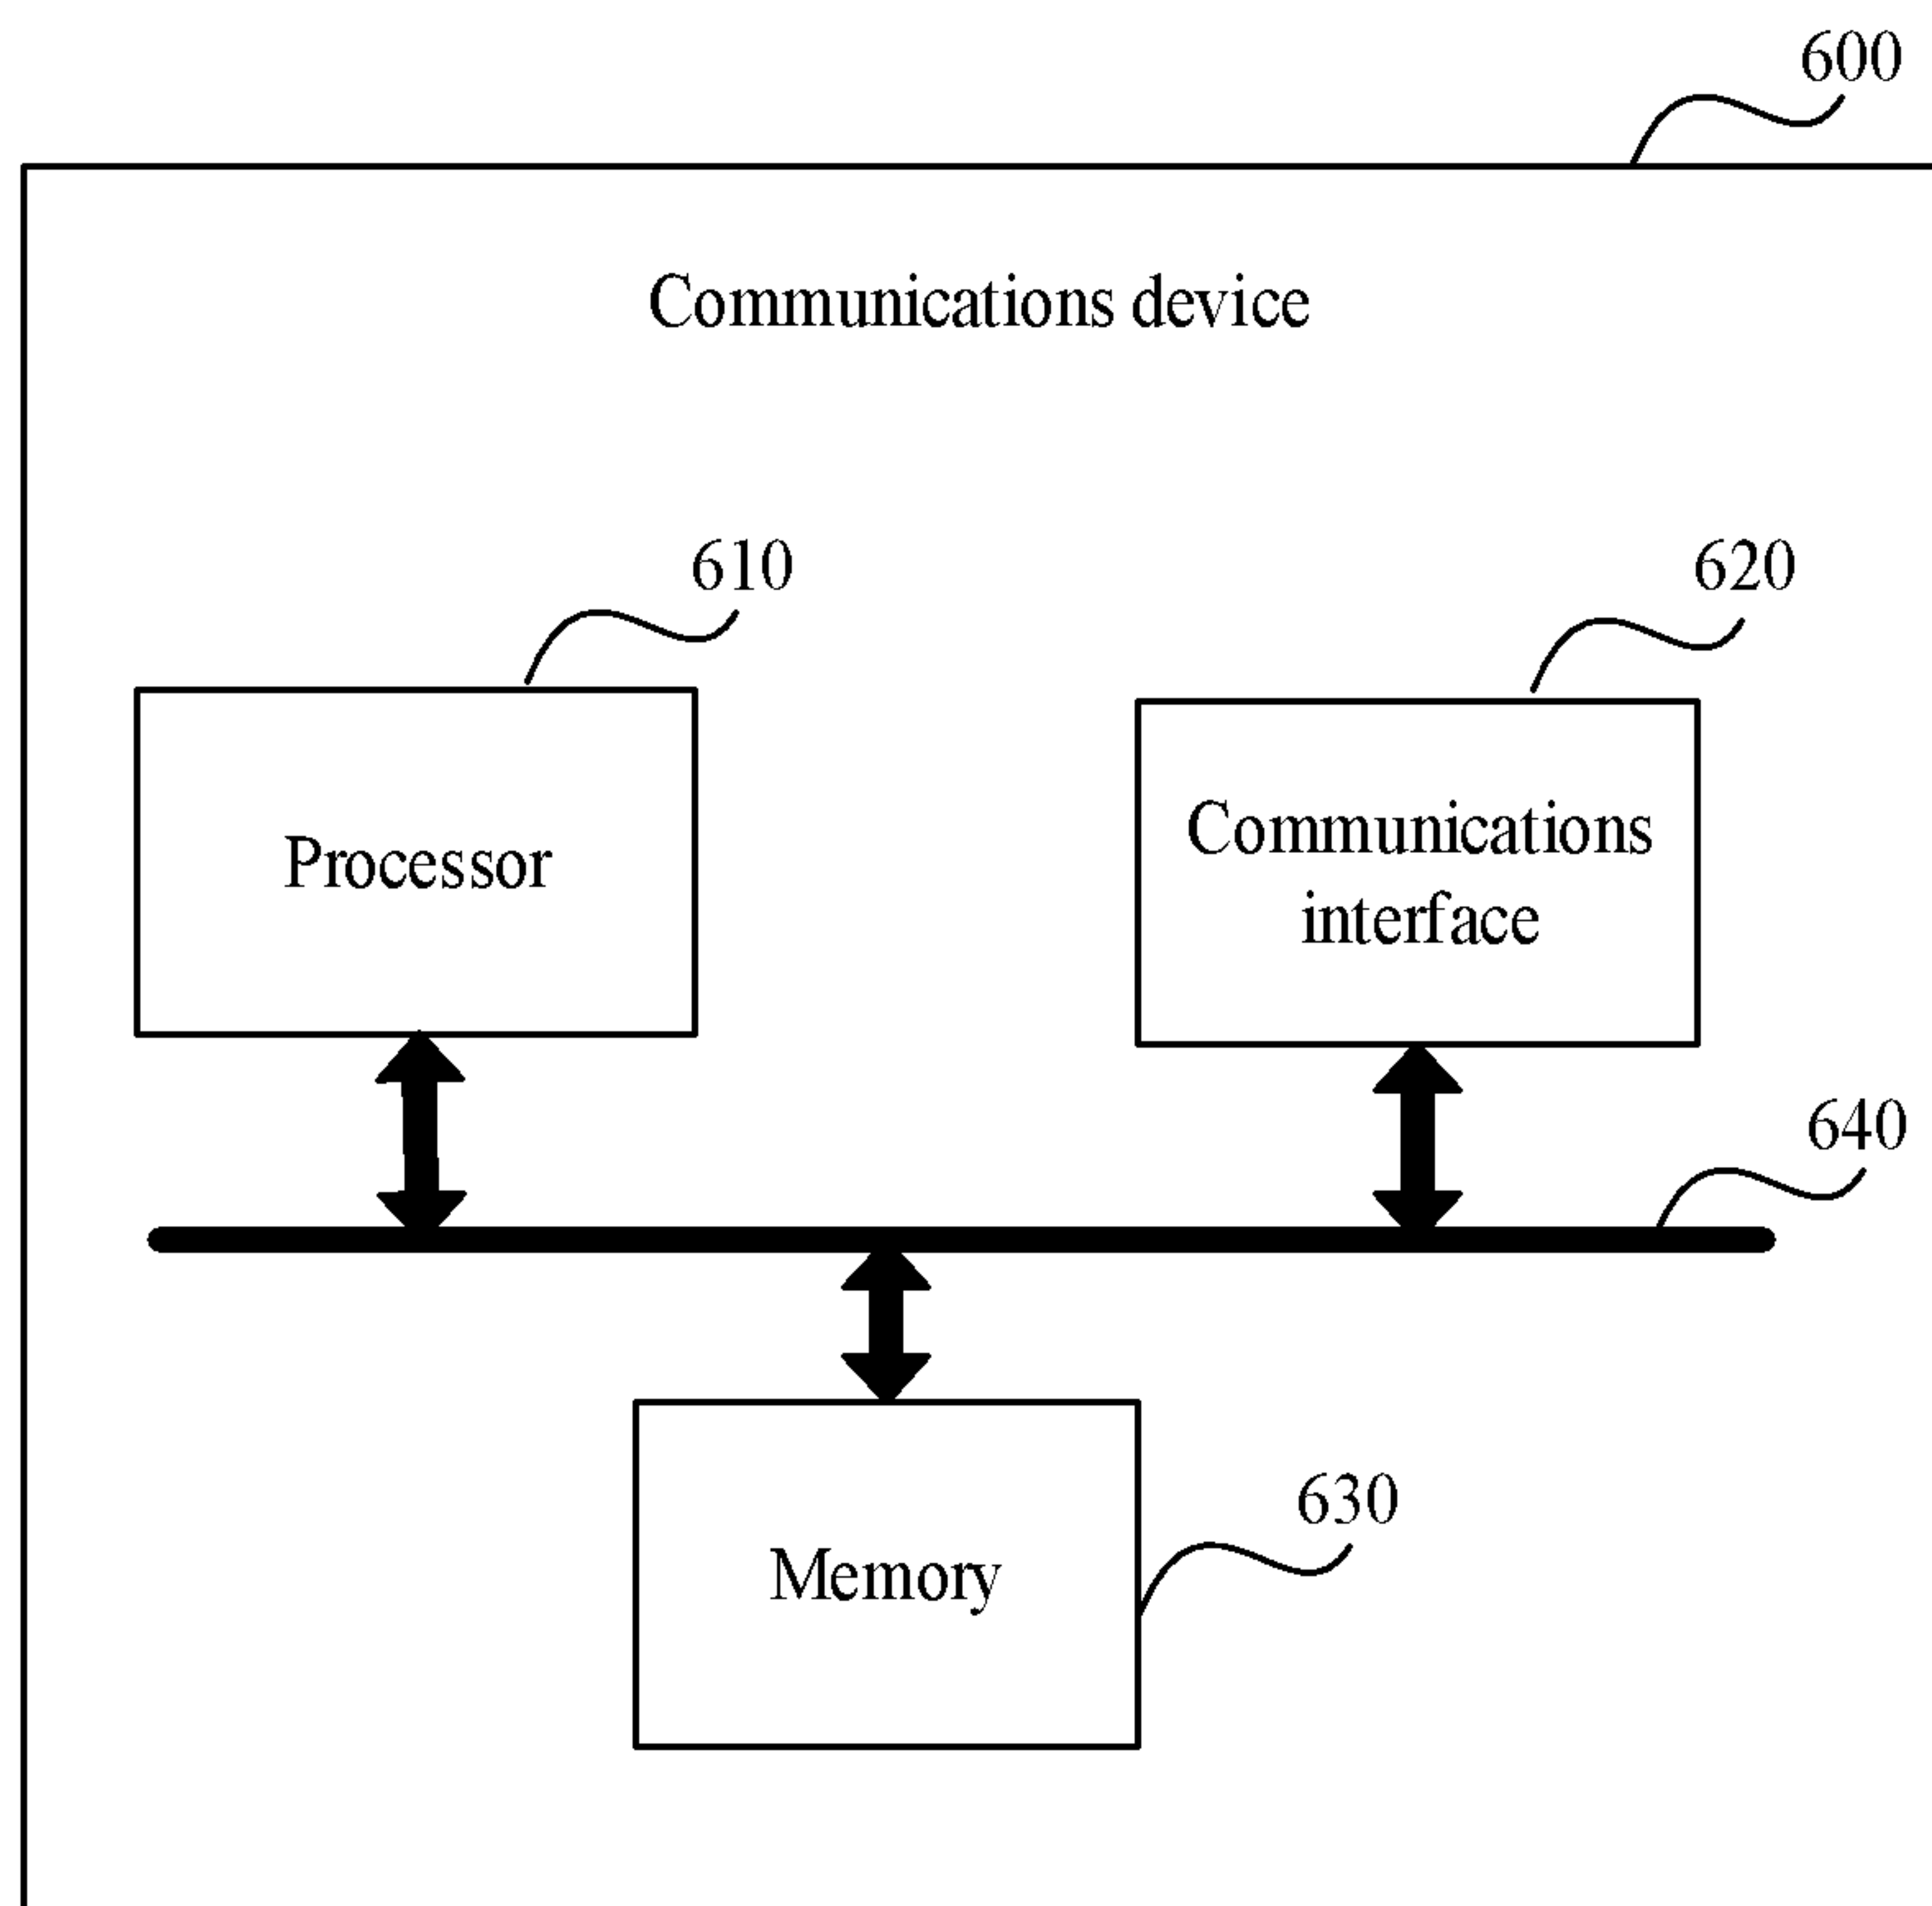 600
Communications device
610
620
Processor
Communications
interface
640
630
Memory